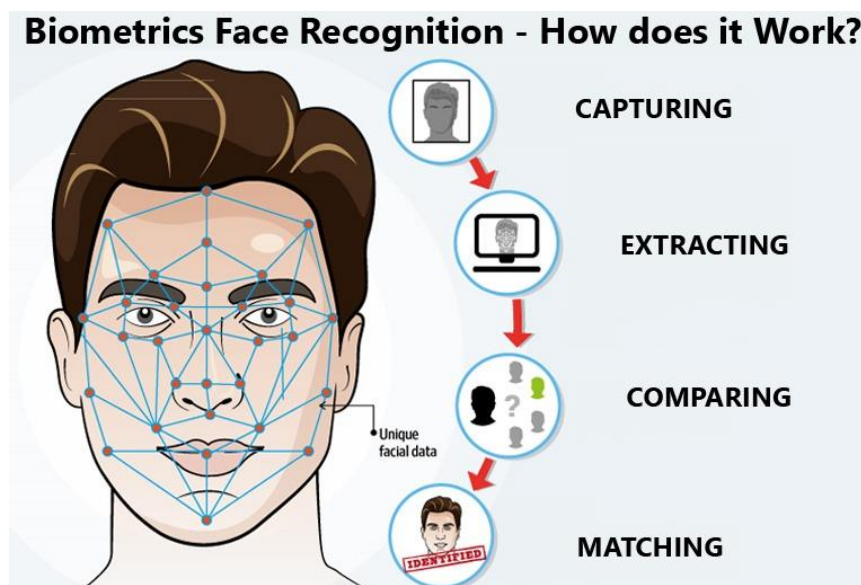 Biometrics Face Recognition - How does it Work?
CAPTURING
EXTRACTING
COMPARING
?
Unique
facial data
IDENTIFIED
MATCHING